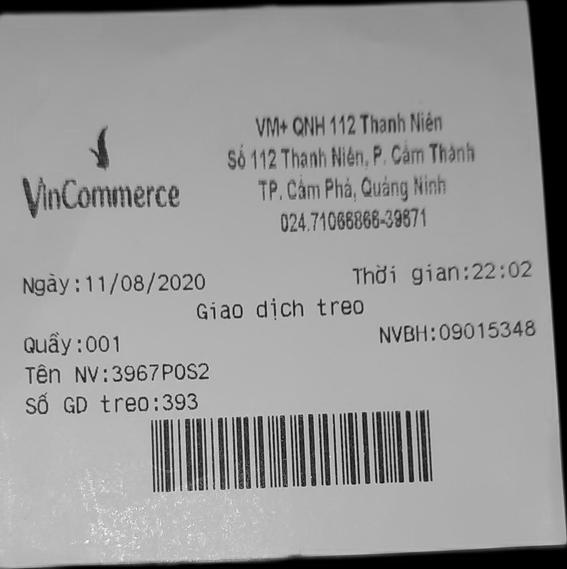 VinCommerce
VM+ QNH 112 Thanh Niên
Số 112 Thanh Niên, P. Cẩm Thành
TP. Cẩm Phả, Quảng Ninh
024.71066866-39671
Ngày:11/08/2020 Thời gian:22:02
Giao dịch treo
Quầy:001 NVBH:09015348
Tên NV:3967POS2
Số GD treo:393